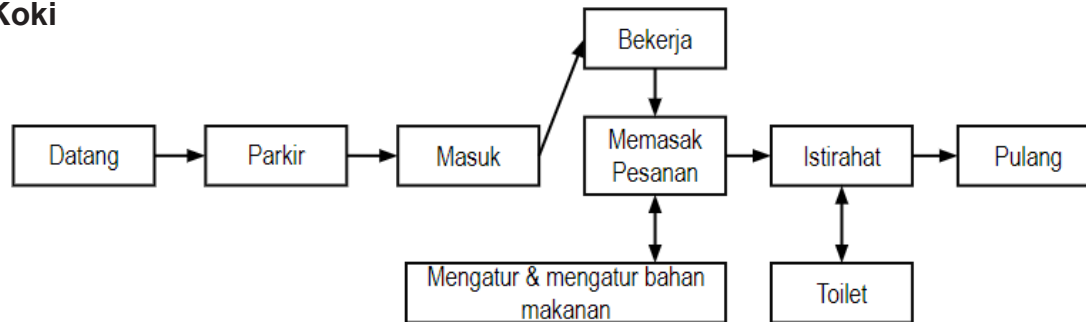 Koki
Bekerja
Datang
Parkir
Masuk
Memasak
Pesanan
Istirahat
Pulang
Mengatur & mengatur bahan
makanan
Toilet